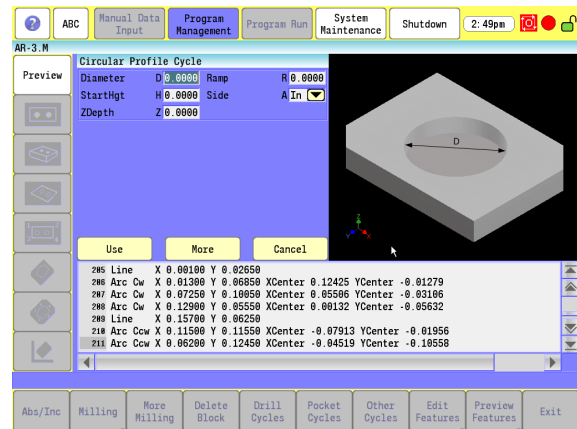 ?
ABC
Manual Data Input
Program Management
Program Run
System Maintenance
Shutdown
2:49pm
AR-3.M
Preview
Circular Profile Cycle
Diameter D 0.0000 Ramp R 0.0000
StartHgt H 0.0000 Side A In
ZDepth Z 0.0000
D
Z
Y X
Use
More
Cancel
205 Line X 0.00100 Y 0.02650
206 Arc Cw X 0.01300 Y 0.06850 XCenter 0.12425 YCenter -0.01279
207 Arc Cw X 0.07250 Y 0.10050 XCenter 0.05506 YCenter -0.03106
208 Arc Cw X 0.12900 Y 0.05550 XCenter 0.00132 YCenter -0.05632
209 Line X 0.15700 Y 0.06250
210 Arc Ccw X 0.11500 Y 0.11550 XCenter -0.07913 YCenter -0.01956
211 Arc Ccw X 0.06200 Y 0.12450 XCenter -0.04519 YCenter -0.10558
Abs/Inc
Milling
More Milling
Delete Block
Drill Cycles
Pocket Cycles
Other Cycles
Edit Features
Preview Features
Exit